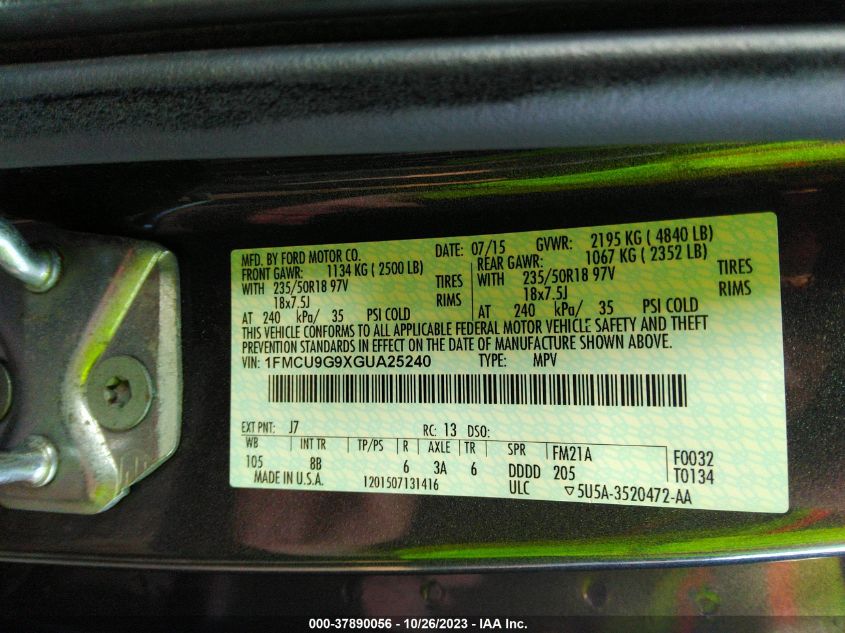 MFD. BY FORD MOTOR CO. DATE: 07/15 GVWR: 2195 KG ( 4840 LB)
FRONT GAWR: 1134 KG ( 2500 LB) REAR GAWR: 1067 KG ( 2352 LB)
WITH 235/50R18 97V TIRES WITH 235/50R18 97V TIRES
18x7.5J RIMS 18x7.5J RIMS
AT 240 kPa/ 35 PSI COLD AT 240 kPa/ 35 PSI COLD
THIS VEHICLE CONFORMS TO ALL APPLICABLE FEDERAL MOTOR VEHICLE SAFETY AND THEFT
PREVENTION STANDARDS IN EFFECT ON THE DATE OF MANUFACTURE SHOWN ABOVE.
VIN: 1FMCU9G9XGUA25240 TYPE: MPV
EXT PNT: J7 RC: 13 DSO:
WB INT TR TP/PS R AXLE TR SPR FM21A F0032
105 8B 6 3A 6 DDDD 205 T0134
MADE IN U.S.A. 1201507131416 ULC ▽5U5A-3520472-AA
000-37890056 - 10/26/2023 - IAA Inc.